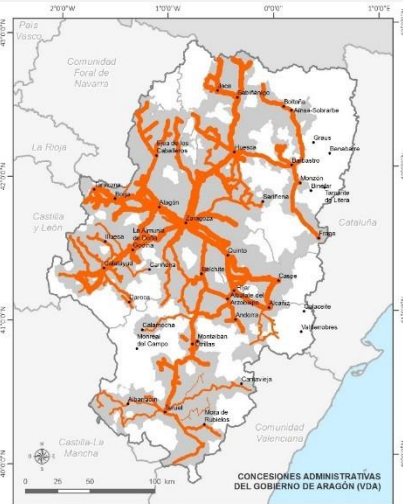 2°0'0"W
1°0'0"W
0°0'0"
1°0'0"E
País
Vasco
Comunidad
Foral de
Navarra
La Rioja
Castilla
y León
Cataluña
Comunidad
Valenciana
Castilla-La
Mancha
42°0'0"N
41°0'0"N
40°0'0"N
Jaca
Sabiñánigo
Boltaña
Aínsa-Sobrarbe
Graus
Benabarre
Ejea de los
Caballeros
Huesca
Barbastro
Monzón
Binéfar
Tamarite
de Litera
Tarazona
Borja
Alagón
Zaragoza
Sariñena
Fraga
Illueca
La Almunia
de Doña
Godina
Calatayud
Cariñena
Belchite
Quinto
Caspe
Daroca
Híjar
Albalate del
Arzobispo
Alcañiz
Andorra
Calaceite
Valderrobres
Calamocha
Monreal
del Campo
Montalbán
Utrillas
Cantavieja
Albarracín
Teruel
Mora de
Rubielos
0 25 50 100 km
CONCESIONES ADMINISTRATIVAS
DEL GOBIERNO DE ARAGÓN (VDA)